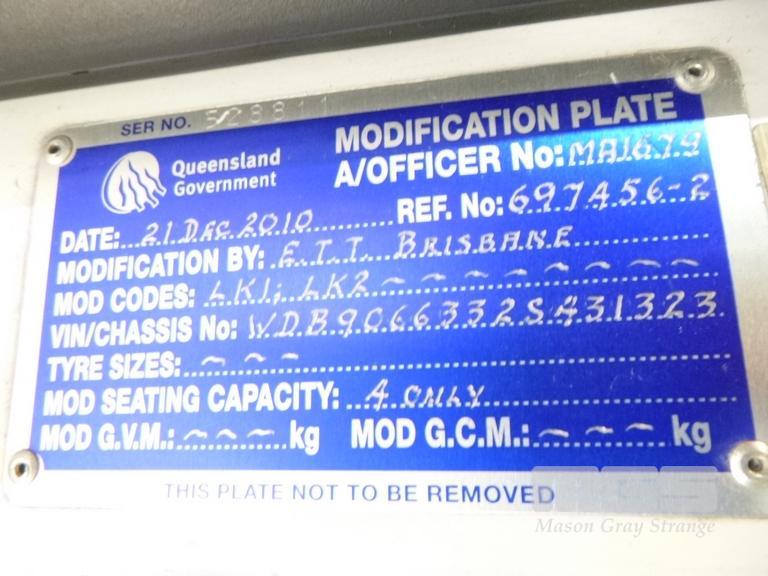 SER NO. 528811
MODIFICATION PLATE
Queensland Government
A/OFFICER No: MA1679
DATE: 21 DEC 2010 REF. No: 697456-2
MODIFICATION BY: E.T.T. BRISBANE
MOD CODES: LK1; LK2 ~ ~ ~ ~ ~ ~ ~ ~
VIN/CHASSIS No: WDB9066332S431323
TYRE SIZES: ~ ~ ~
MOD SEATING CAPACITY: 4 ONLY
MOD G.V.M.: ~ ~ ~ kg MOD G.C.M.: ~ ~ ~ kg
THIS PLATE NOT TO BE REMOVED
Mason Gray Strange